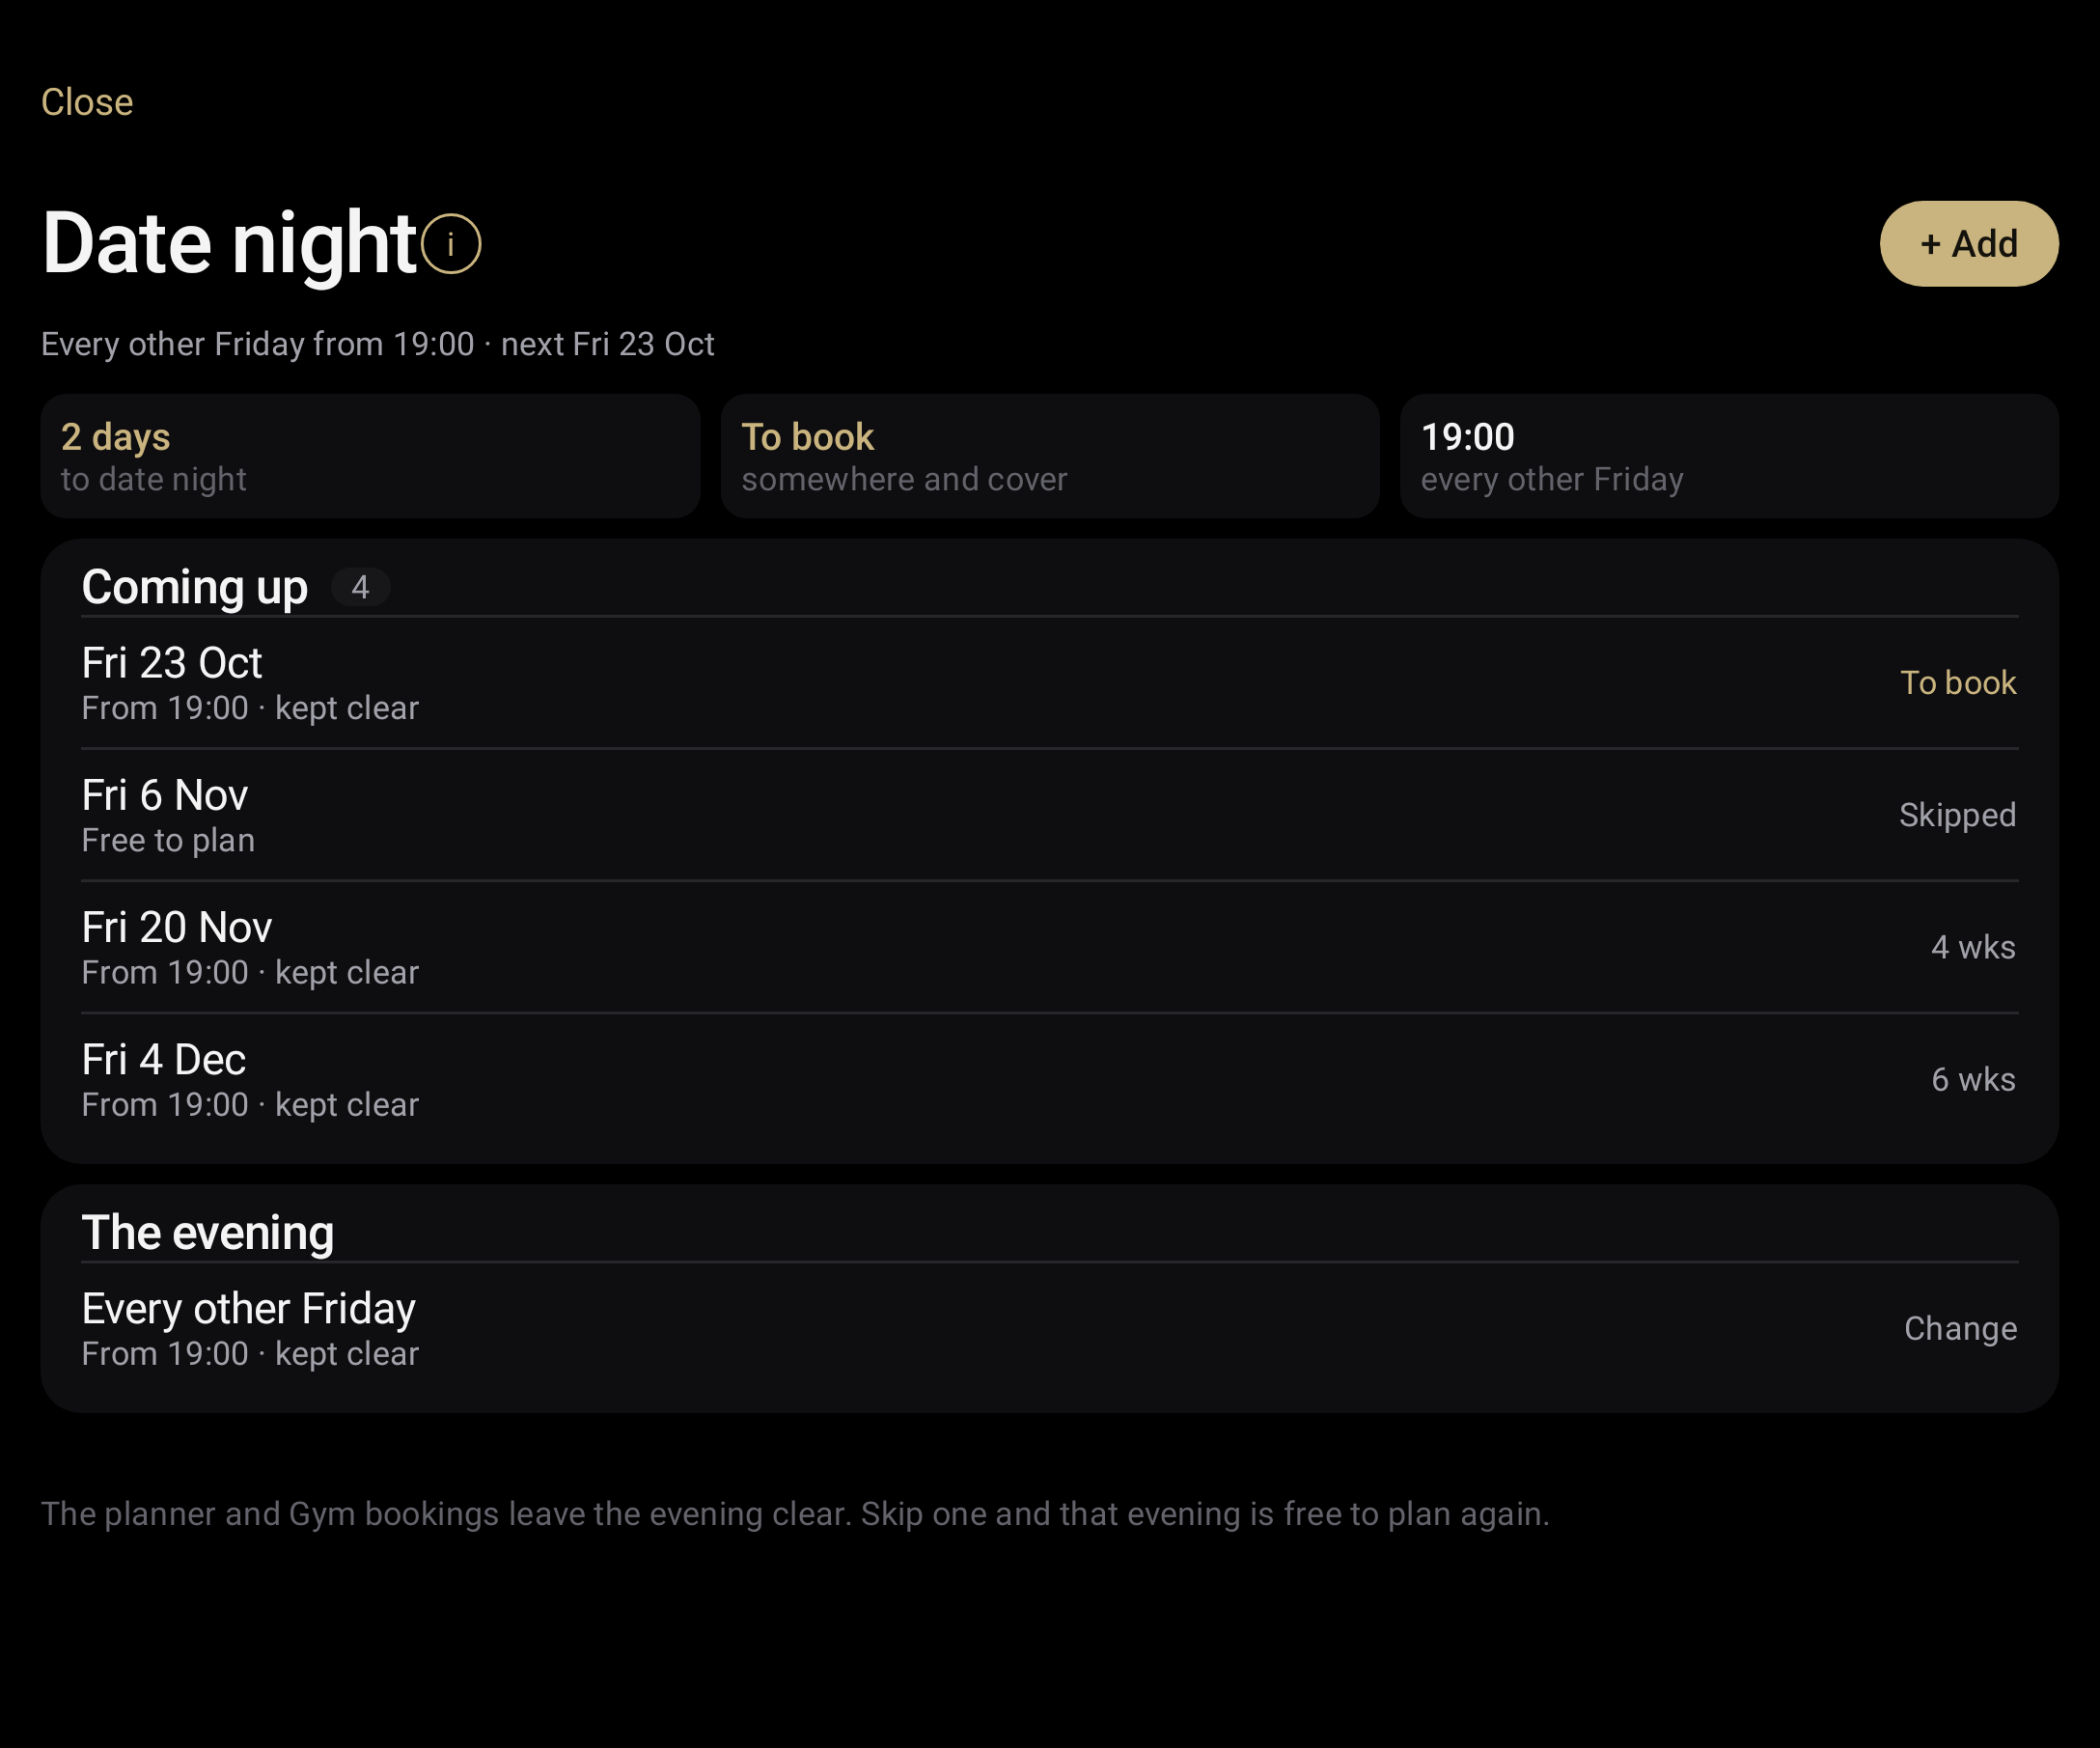 Close
Date night i
+ Add
Every other Friday from 19:00 · next Fri 23 Oct
2 days
to date night
To book
somewhere and cover
19:00
every other Friday
Coming up 4
Fri 23 Oct
From 19:00 · kept clear
To book
Fri 6 Nov
Free to plan
Skipped
Fri 20 Nov
From 19:00 · kept clear
4 wks
Fri 4 Dec
From 19:00 · kept clear
6 wks
The evening
Every other Friday
From 19:00 · kept clear
Change
The planner and Gym bookings leave the evening clear. Skip one and that evening is free to plan again.